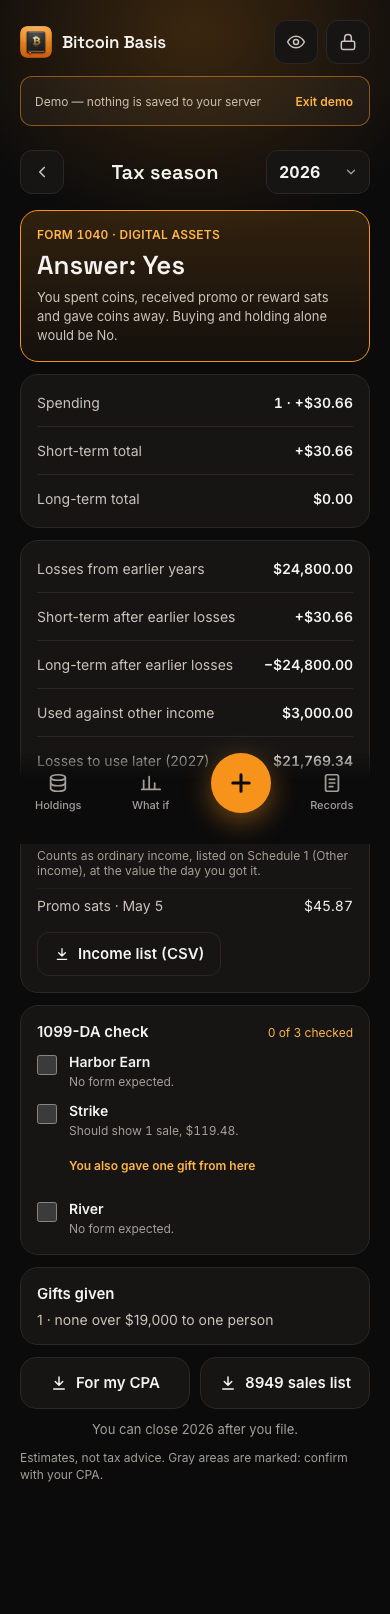 Bitcoin Basis
Demo — nothing is saved to your server
Exit demo
Tax season
2026
FORM 1040 · DIGITAL ASSETS
Answer: Yes
You spent coins, received promo or reward sats
and gave coins away. Buying and holding alone
would be No.
Spending
1 · +$30.66
Short-term total
+$30.66
Long-term total
$0.00
Losses from earlier years
$24,800.00
Short-term after earlier losses
+$30.66
Long-term after earlier losses
−$24,800.00
Used against other income
$3,000.00
Losses to use later (2027)
$21,769.34
Holdings
What if
Records
Counts as ordinary income, listed on Schedule 1 (Other
income), at the value the day you got it.
Promo sats · May 5
$45.87
Income list (CSV)
1099-DA check
0 of 3 checked
Harbor Earn
No form expected.
Strike
Should show 1 sale, $119.48.
You also gave one gift from here
River
No form expected.
Gifts given
1 · none over $19,000 to one person
For my CPA
8949 sales list
You can close 2026 after you file.
Estimates, not tax advice. Gray areas are marked: confirm
with your CPA.